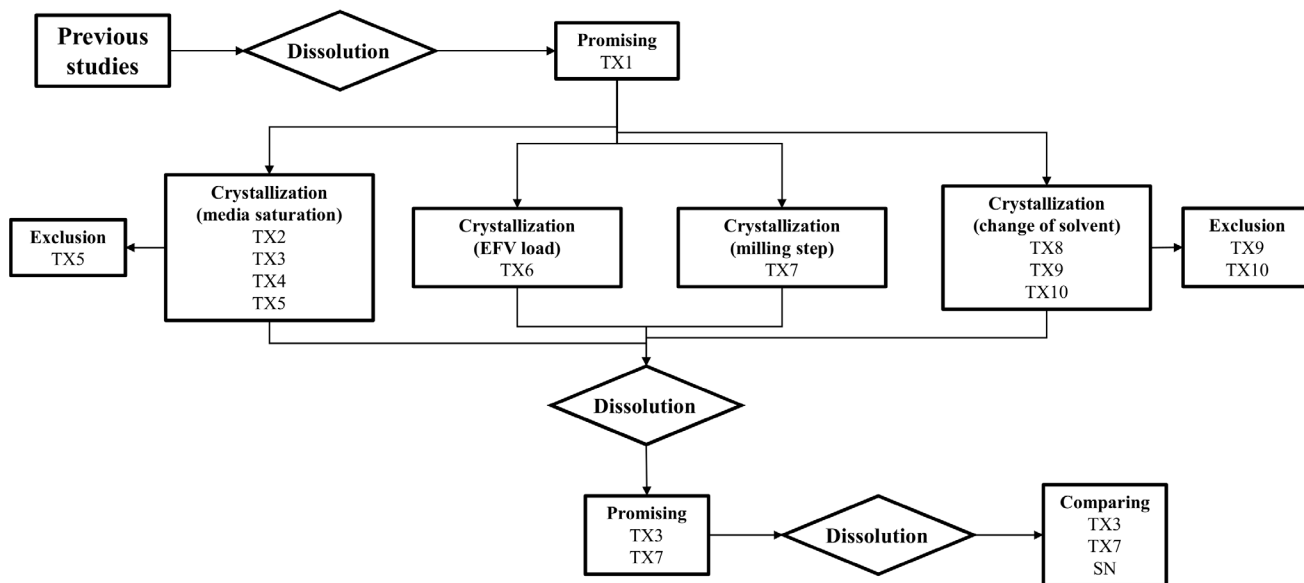 Previous
studies
Dissolution
Promising
TX1
Crystallization
(media saturation)
TX2
TX3
TX4
TX5
Exclusion
TX5
Crystallization
(EFV load)
TX6
Crystallization
(milling step)
TX7
Crystallization
(change of solvent)
TX8
TX9
TX10
Exclusion
TX9
TX10
Dissolution
Promising
TX3
TX7
Dissolution
Comparing
TX3
TX7
SN